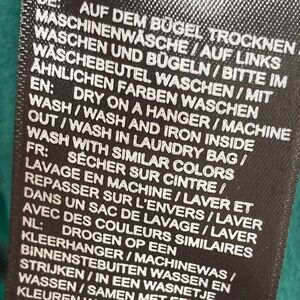 DE: AUF DEM BÜGEL TROCKNEN
MASCHINENWÄSCHE / AUF LINKS
WASCHEN UND BÜGELN / BITTE IM
WÄSCHEBEUTEL WASCHEN / MIT
ÄHNLICHEN FARBEN WASCHEN
EN: DRY ON A HANGER / MACHINE
WASH / WASH AND IRON INSIDE
OUT / WASH IN LAUNDRY BAG /
WASH WITH SIMILAR COLORS
FR: SÉCHER SUR CINTRE /
LAVAGE EN MACHINE / LAVER ET
REPASSER SUR L'ENVERS / LAVER
DANS UN SAC DE LAVAGE / LAVER
AVEC DES COULEURS SIMILAIRES
NL: DROGEN OP EEN
KLEERHANGER / MACHINEWAS /
BINNENSTEBUITEN WASSEN EN
STRIJKEN / IN EEN WASNETJE
WASSEN / SAMEN MET
KLEUREN